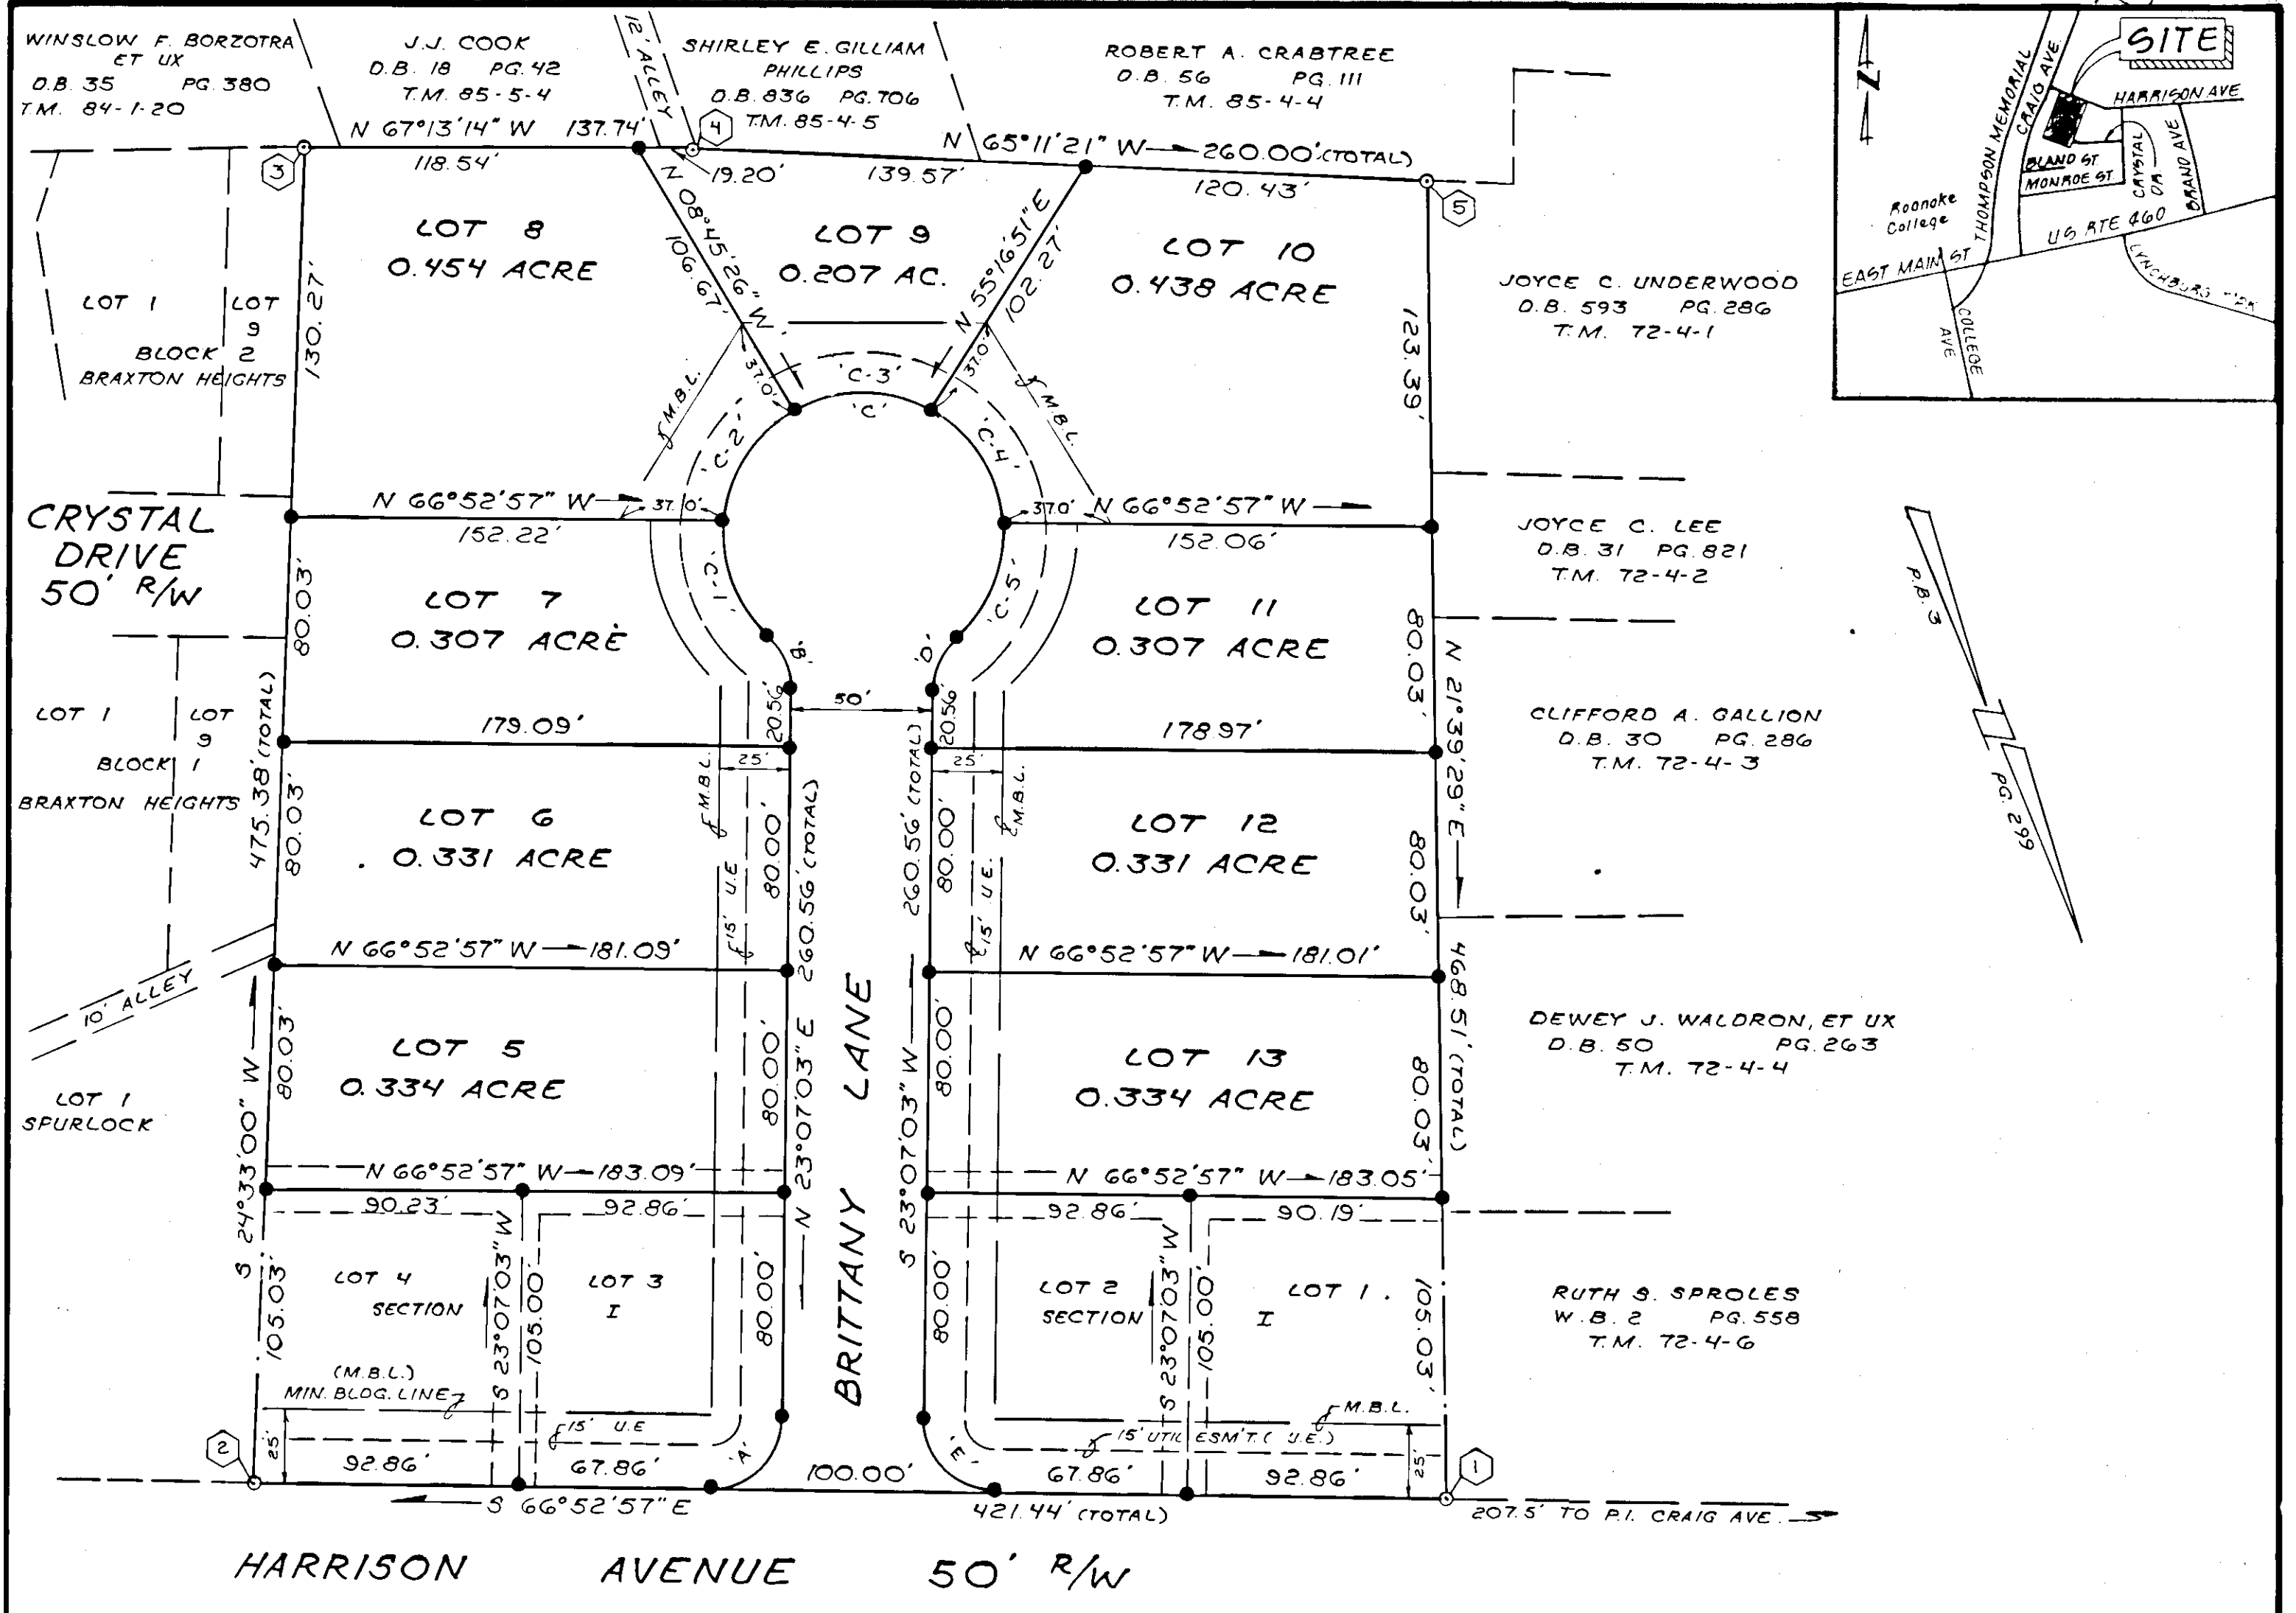 WINSLOW F. BORZOTRA
ET UX
D.B. 35 PG. 380
T.M. 84-1-20
J.J. COOK
D.B. 18 PG. 42
T.M. 85-5-4
12' ALLEY
SHIRLEY E. GILLIAM
PHILLIPS
D.B. 836 PG. 706
T.M. 85-4-5
ROBERT A. CRABTREE
D.B. 56 PG. 111
T.M. 85-4-4
SITE
N
THOMPSON MEMORIAL
CRAIG AVE
HARRISON AVE
BLAND ST
MONROE ST
CRYSTAL
DR
BRAND AVE
Roanoke
College
US RTE 460
EAST MAIN ST
COLLEGE
AVE
LYNCHBURG
N 67°13'14" W 137.74'
118.54'
19.20'
N 65°11'21" W 260.00' (TOTAL)
139.57'
120.43'
3
4
5
LOT 8
0.454 ACRE
N 08°45'26" W
106.67'
LOT 9
0.207 AC.
N 55°16'51" E
102.27'
LOT 10
0.438 ACRE
130.27'
123.39'
LOT 1
LOT
9
BLOCK 2
BRAXTON HEIGHTS
JOYCE C. UNDERWOOD
D.B. 593 PG. 286
T.M. 72-4-1
37.0'
37.0'
M.B.L.
M.B.L.
'C-3'
'C'
'C-2'
'C-4'
CRYSTAL
DRIVE
50' R/W
N 66°52'57" W
37.0'
152.22'
37.0'
N 66°52'57" W
152.06'
JOYCE C. LEE
D.B. 31 PG. 821
T.M. 72-4-2
P.B. 3
PG. 299
80.03'
LOT 7
0.307 ACRE
'C-1'
'C-5'
LOT 11
0.307 ACRE
80.03'
'B'
'D'
20.56'
50'
20.56'
179.09'
178.97'
N 21°39'29" E
LOT 1
LOT
9
BLOCK 1
BRAXTON HEIGHTS
475.38' (TOTAL)
CLIFFORD A. GALLION
D.B. 30 PG. 286
T.M. 72-4-3
25'
25'
M.B.L.
M.B.L.
80.03'
LOT 6
0.331 ACRE
15' U.E
80.00'
260.56' (TOTAL)
260.56' (TOTAL)
80.00'
15' U.E.
LOT 12
0.331 ACRE
80.03'
N 66°52'57" W 181.09'
N 66°52'57" W 181.01'
468.51' (TOTAL)
10' ALLEY
80.03'
LOT 5
0.334 ACRE
80.00'
N 23°07'03" E
BRITTANY LANE
S 23°07'03" W
80.00'
LOT 13
0.334 ACRE
80.03'
DEWEY J. WALDRON, ET UX
D.B. 50 PG. 263
T.M. 72-4-4
LOT 1
SPURLOCK
S 24°33'00" W
N 66°52'57" W 183.09'
N 66°52'57" W 183.05'
90.23'
92.86'
92.86'
90.19'
105.03'
LOT 4
SECTION
S 23°07'03" W
105.00'
LOT 3
I
80.00'
80.00'
LOT 2
SECTION
S 23°07'03" W
105.00'
LOT 1
I
105.03'
RUTH S. SPROLES
W.B. 2 PG. 558
T.M. 72-4-6
(M.B.L.)
MIN. BLDG. LINE
M.B.L.
15' U.E
15' UTIL ESM'T. (U.E.)
2
25'
92.86'
67.86'
'A'
100.00'
'E'
67.86'
92.86'
25'
1
S 66°52'57" E
421.44' (TOTAL)
207.5' TO P.I. CRAIG AVE.
HARRISON AVENUE 50' R/W